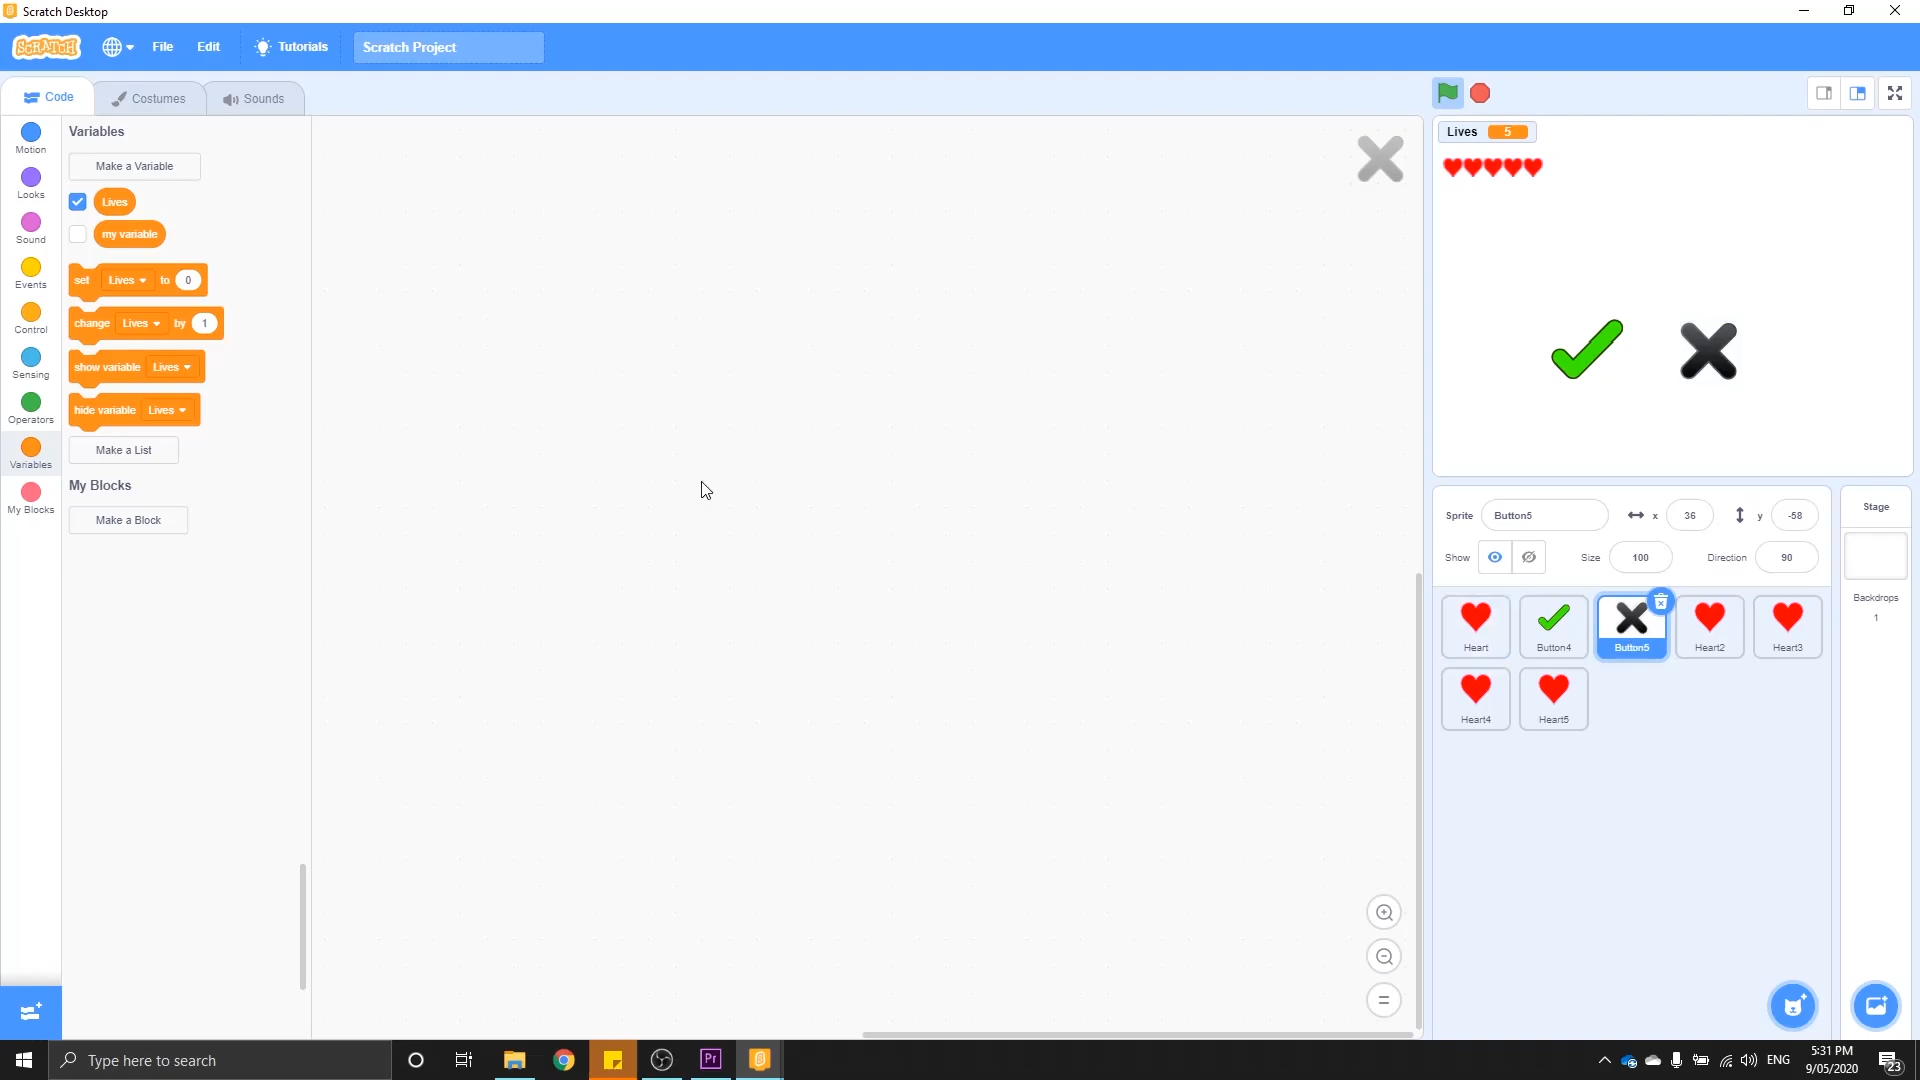 Scratch Desktop
SCRATCH
File
Edit
Tutorials
Scratch Project
Code
Costumes
Sounds
Motion
Looks
Sound
Events
Control
Sensing
Operators
Variables
My Blocks
Variables
Make a Variable
Lives
my variable
set Lives to 0
change Lives by 1
show variable Lives
hide variable Lives
Make a List
My Blocks
Make a Block
Lives 5
Sprite Button5 x 36 y -58
Show Size 100 Direction 90
Heart
Button4
Button5
Heart2
Heart3
Heart4
Heart5
Stage
Backdrops
1
Type here to search
Pr
ENG
5:31 PM
9/05/2020
23